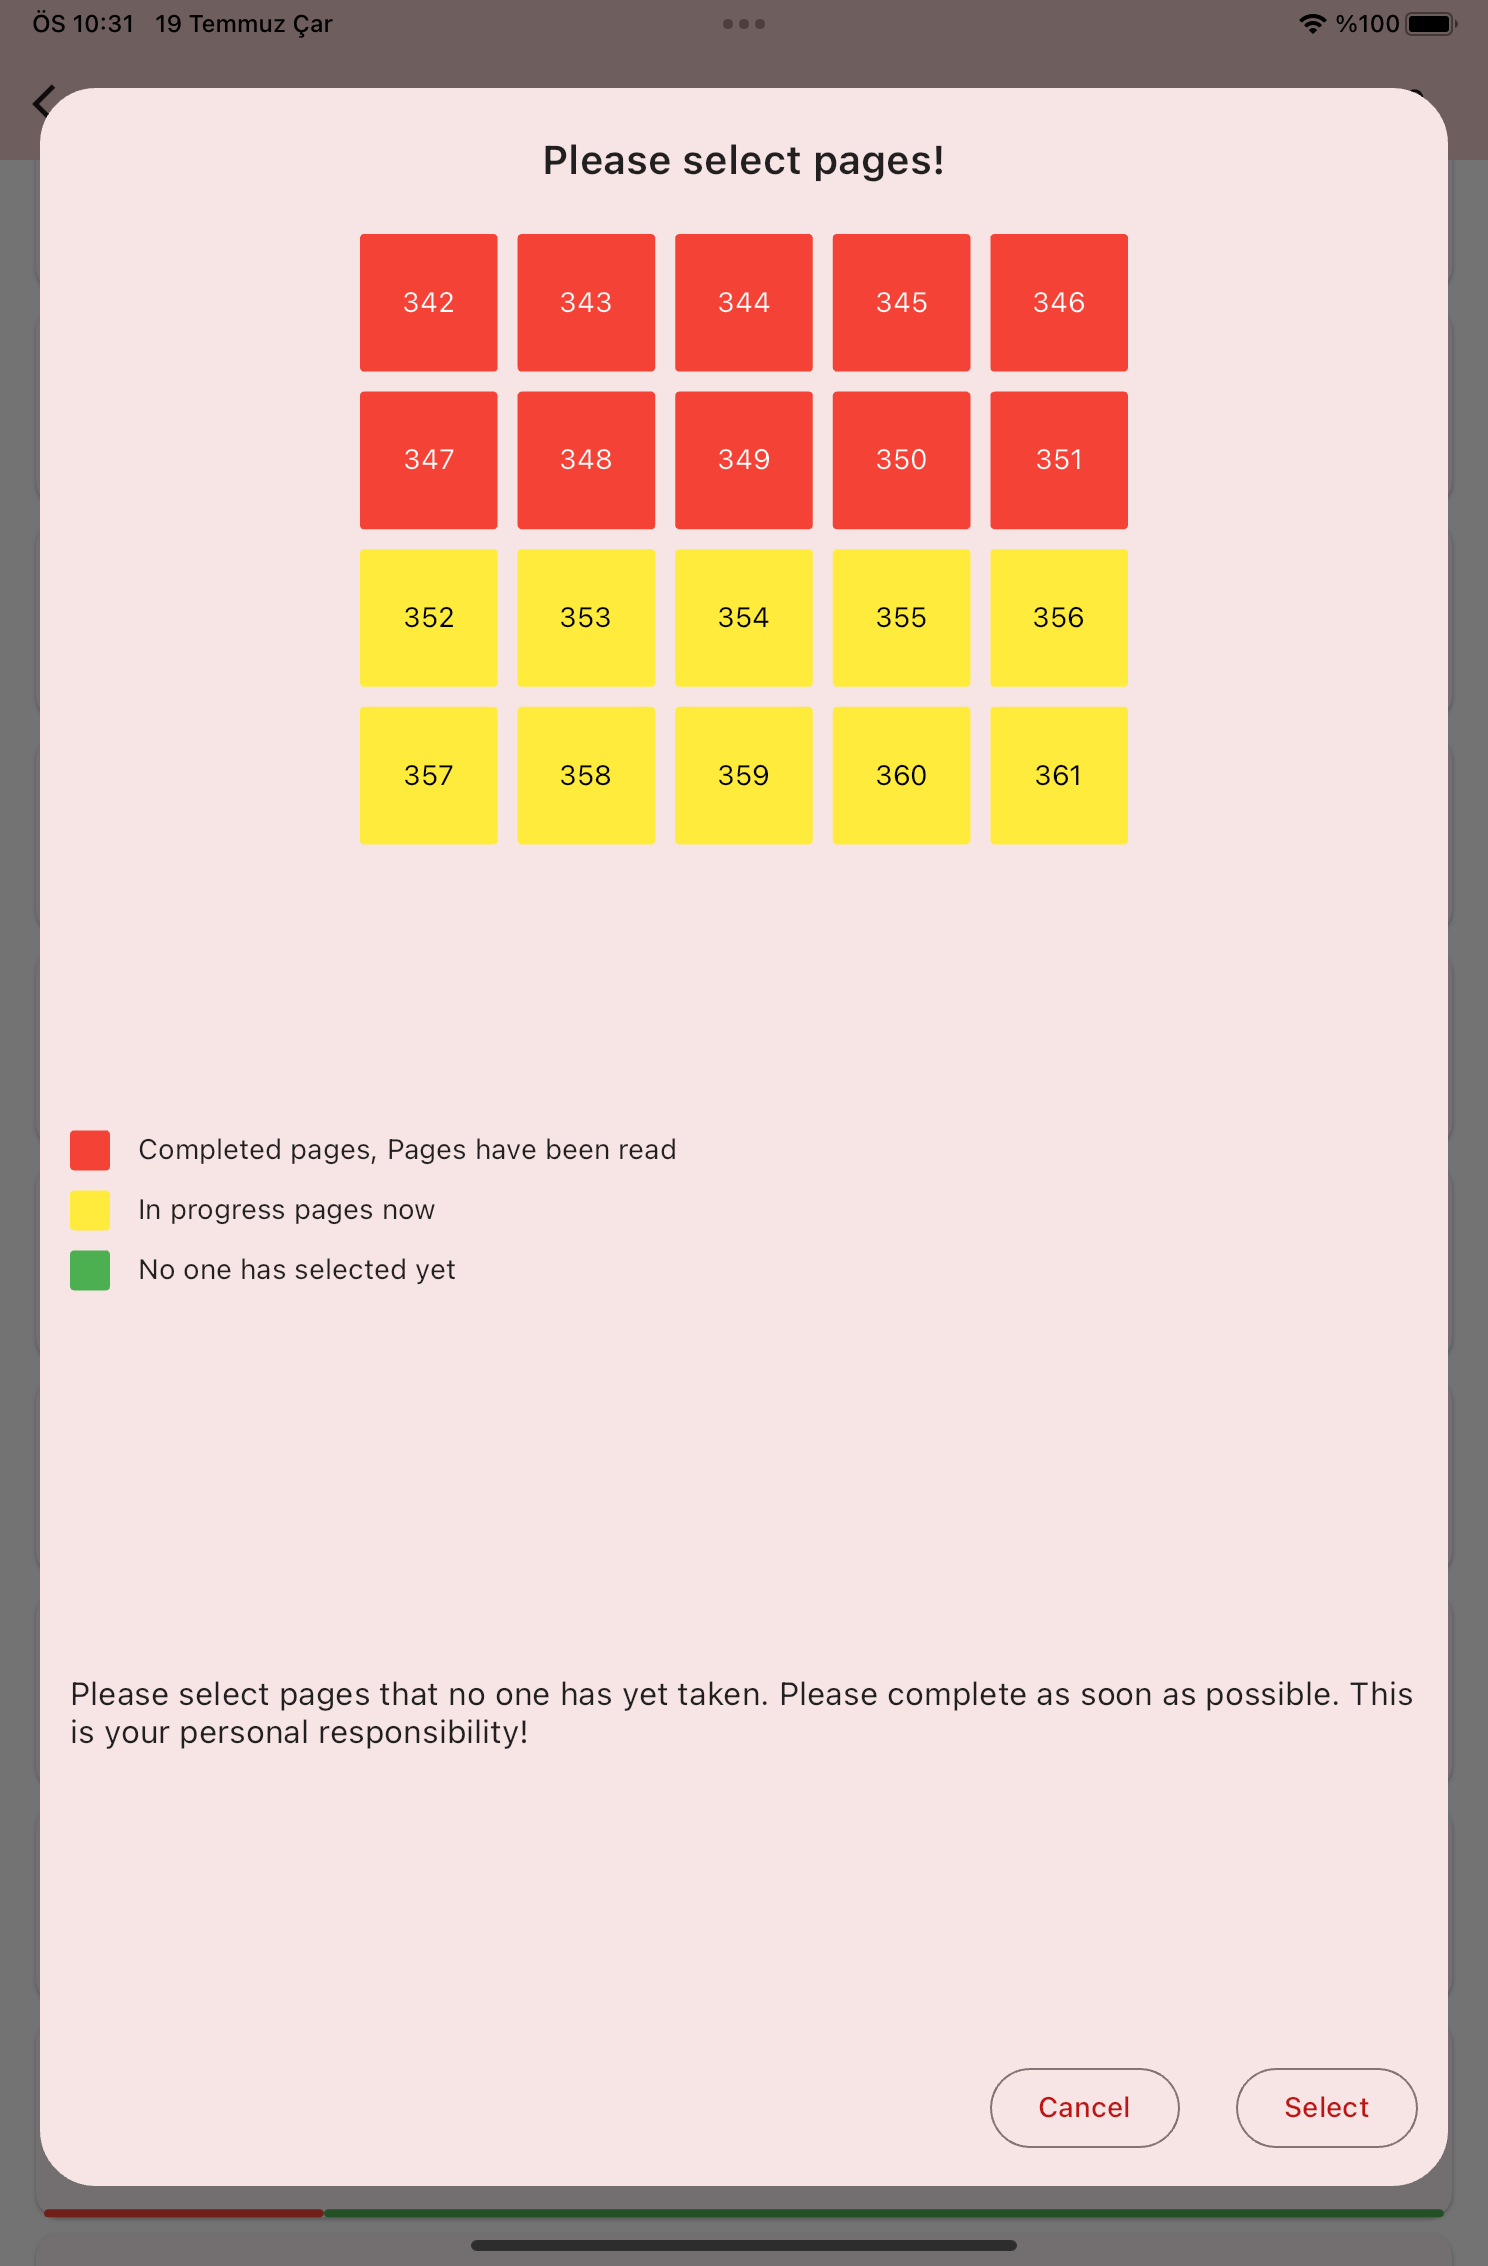 ÖS 10:31 19 Temmuz Çar %100
Please select pages!
342 343 344 345 346
347 348 349 350 351
352 353 354 355 356
357 358 359 360 361
Completed pages, Pages have been read
In progress pages now
No one has selected yet
Please select pages that no one has yet taken. Please complete as soon as possible. This
is your personal responsibility!
Cancel Select